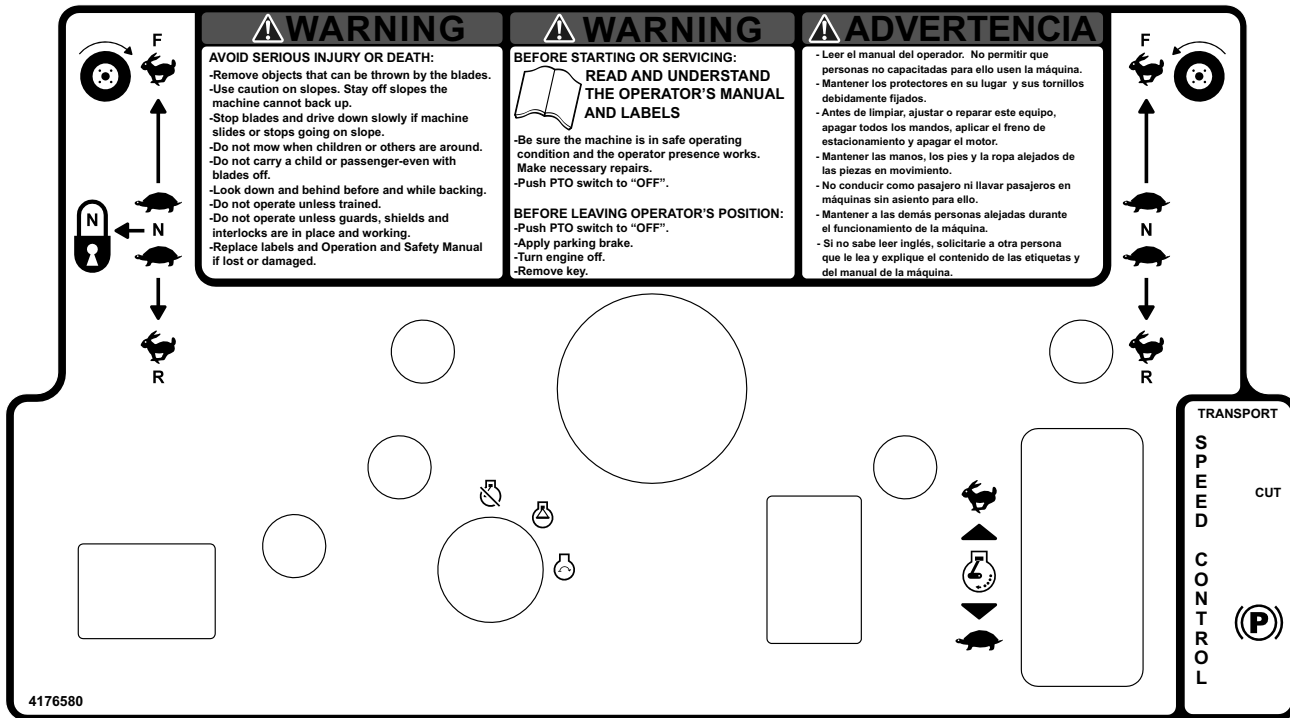 WARNING
AVOID SERIOUS INJURY OR DEATH:
-Remove objects that can be thrown by the blades.
-Use caution on slopes. Stay off slopes the
machine cannot back up.
-Stop blades and drive down slowly if machine
slides or stops going on slope.
-Do not mow when children or others are around.
-Do not carry a child or passenger-even with
blades off.
-Look down and behind before and while backing.
-Do not operate unless trained.
-Do not operate unless guards, shields and
interlocks are in place and working.
-Replace labels and Operation and Safety Manual
if lost or damaged.
WARNING
BEFORE STARTING OR SERVICING:
READ AND UNDERSTAND
THE OPERATOR'S MANUAL
AND LABELS
-Be sure the machine is in safe operating
condition and the operator presence works.
Make necessary repairs.
-Push PTO switch to “OFF”.
BEFORE LEAVING OPERATOR'S POSITION:
-Push PTO switch to “OFF”.
-Apply parking brake.
-Turn engine off.
-Remove key.
ADVERTENCIA
- Leer el manual del operador. No permitir que
personas no capacitadas para ello usen la máquina.
- Mantener los protectores en su lugar y sus tornillos
debidamente fijados.
- Antes de limpiar, ajustar o reparar este equipo,
apagar todos los mandos, aplicar el freno de
estacionamiento y apagar el motor.
- Mantener las manos, los pies y la ropa alejados de
las piezas en movimiento.
- No conducir como pasajero ni llavar pasajeros en
máquinas sin asiento para ello.
- Mantener a las demás personas alejadas durante
el funcionamiento de la máquina.
- Si no sabe leer inglés, solicitarie a otra persona
que le lea y explique el contenido de las etiquetas y
del manual de la máquina.
F
N
N
R
F
N
R
TRANSPORT
SPEED CONTROL
CUT
P
4176580